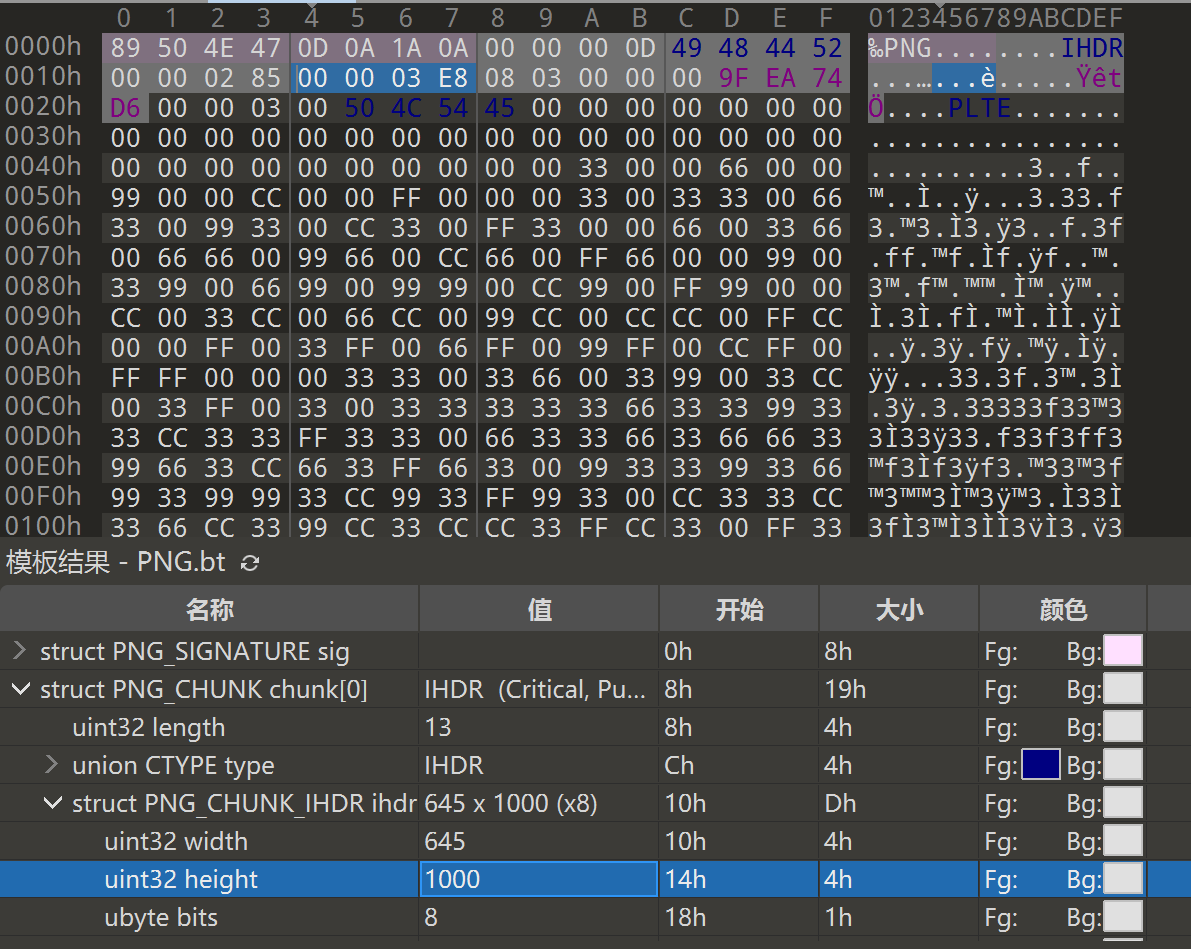 0 1 2 3 4 5 6 7 8 9 A B C D E F 0123456789ABCDEF
0000h 89 50 4E 47 0D 0A 1A 0A 00 00 00 0D 49 48 44 52 ‰PNG........IHDR
0010h 00 00 02 85 00 00 03 E8 08 03 00 00 00 9F EA 74 ...…...è.....Ÿêt
0020h D6 00 00 03 00 50 4C 54 45 00 00 00 00 00 00 00 Ö....PLTE.......
0030h 00 00 00 00 00 00 00 00 00 00 00 00 00 00 00 00 ................
0040h 00 00 00 00 00 00 00 00 00 00 33 00 00 66 00 00 ..........3..f..
0050h 99 00 00 CC 00 00 FF 00 00 00 33 00 33 33 00 66 ™..Ì..ÿ...3.33.f
0060h 33 00 99 33 00 CC 33 00 FF 33 00 00 66 00 33 66 3.™3.Ì3.ÿ3..f.3f
0070h 00 66 66 00 99 66 00 CC 66 00 FF 66 00 00 99 00 .ff.™f.Ìf.ÿf..™.
0080h 33 99 00 66 99 00 99 99 00 CC 99 00 FF 99 00 00 3™.f™.™™.Ì™.ÿ™..
0090h CC 00 33 CC 00 66 CC 00 99 CC 00 CC CC 00 FF CC Ì.3Ì.fÌ.™Ì.ÌÌ.ÿÌ
00A0h 00 00 FF 00 33 FF 00 66 FF 00 99 FF 00 CC FF 00 ..ÿ.3ÿ.fÿ.™ÿ.Ìÿ.
00B0h FF FF 00 00 00 33 33 00 33 66 00 33 99 00 33 CC ÿÿ...33.3f.3™.3Ì
00C0h 00 33 FF 00 33 00 33 33 33 33 33 66 33 33 99 33 .3ÿ.3.33333f33™3
00D0h 33 CC 33 33 FF 33 33 00 66 33 33 66 33 66 66 33 3Ì33ÿ33.f33f3ff3
00E0h 99 66 33 CC 66 33 FF 66 33 00 99 33 33 99 33 66 ™f3Ìf3ÿf3.™33™3f
00F0h 99 33 99 99 33 CC 99 33 FF 99 33 00 CC 33 33 CC ™3™™3Ì™3ÿ™3.Ì33Ì
0100h 33 66 CC 33 99 CC 33 CC CC 33 FF CC 33 00 FF 33 3fÌ3™Ì3ÌÌ3ÿÌ3.ÿ3
模板结果 - PNG.bt
名称 值 开始 大小 颜色
struct PNG_SIGNATURE sig 0h 8h Fg: Bg:
struct PNG_CHUNK chunk[0] IHDR (Critical, Pu... 8h 19h Fg: Bg:
uint32 length 13 8h 4h Fg: Bg:
union CTYPE type IHDR Ch 4h Fg: Bg:
struct PNG_CHUNK_IHDR ihdr 645 x 1000 (x8) 10h Dh Fg: Bg:
uint32 width 645 10h 4h Fg: Bg:
uint32 height 1000 14h 4h Fg: Bg:
ubyte bits 8 18h 1h Fg: Bg: